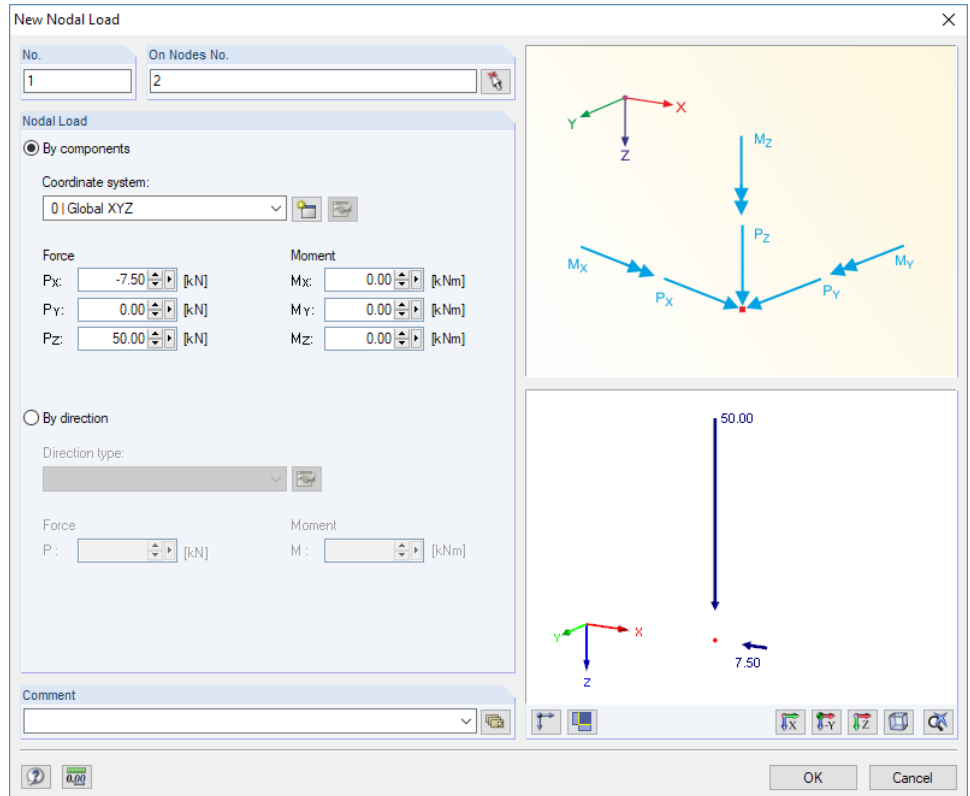 New Nodal Load
No.
1
On Nodes No.
2
Nodal Load
By components
Coordinate system:
0 | Global XYZ
Force Moment
PX: -7.50 [kN] MX: 0.00 [kNm]
PY: 0.00 [kN] MY: 0.00 [kNm]
PZ: 50.00 [kN] MZ: 0.00 [kNm]
By direction
Direction type:
Force Moment
P : [kN] M : [kNm]
Comment
0.00
X
Y
Z
MZ
PZ
MX
MY
PX
PY
50.00
Y
X
7.50
Z
X
-Y
Z
OK Cancel